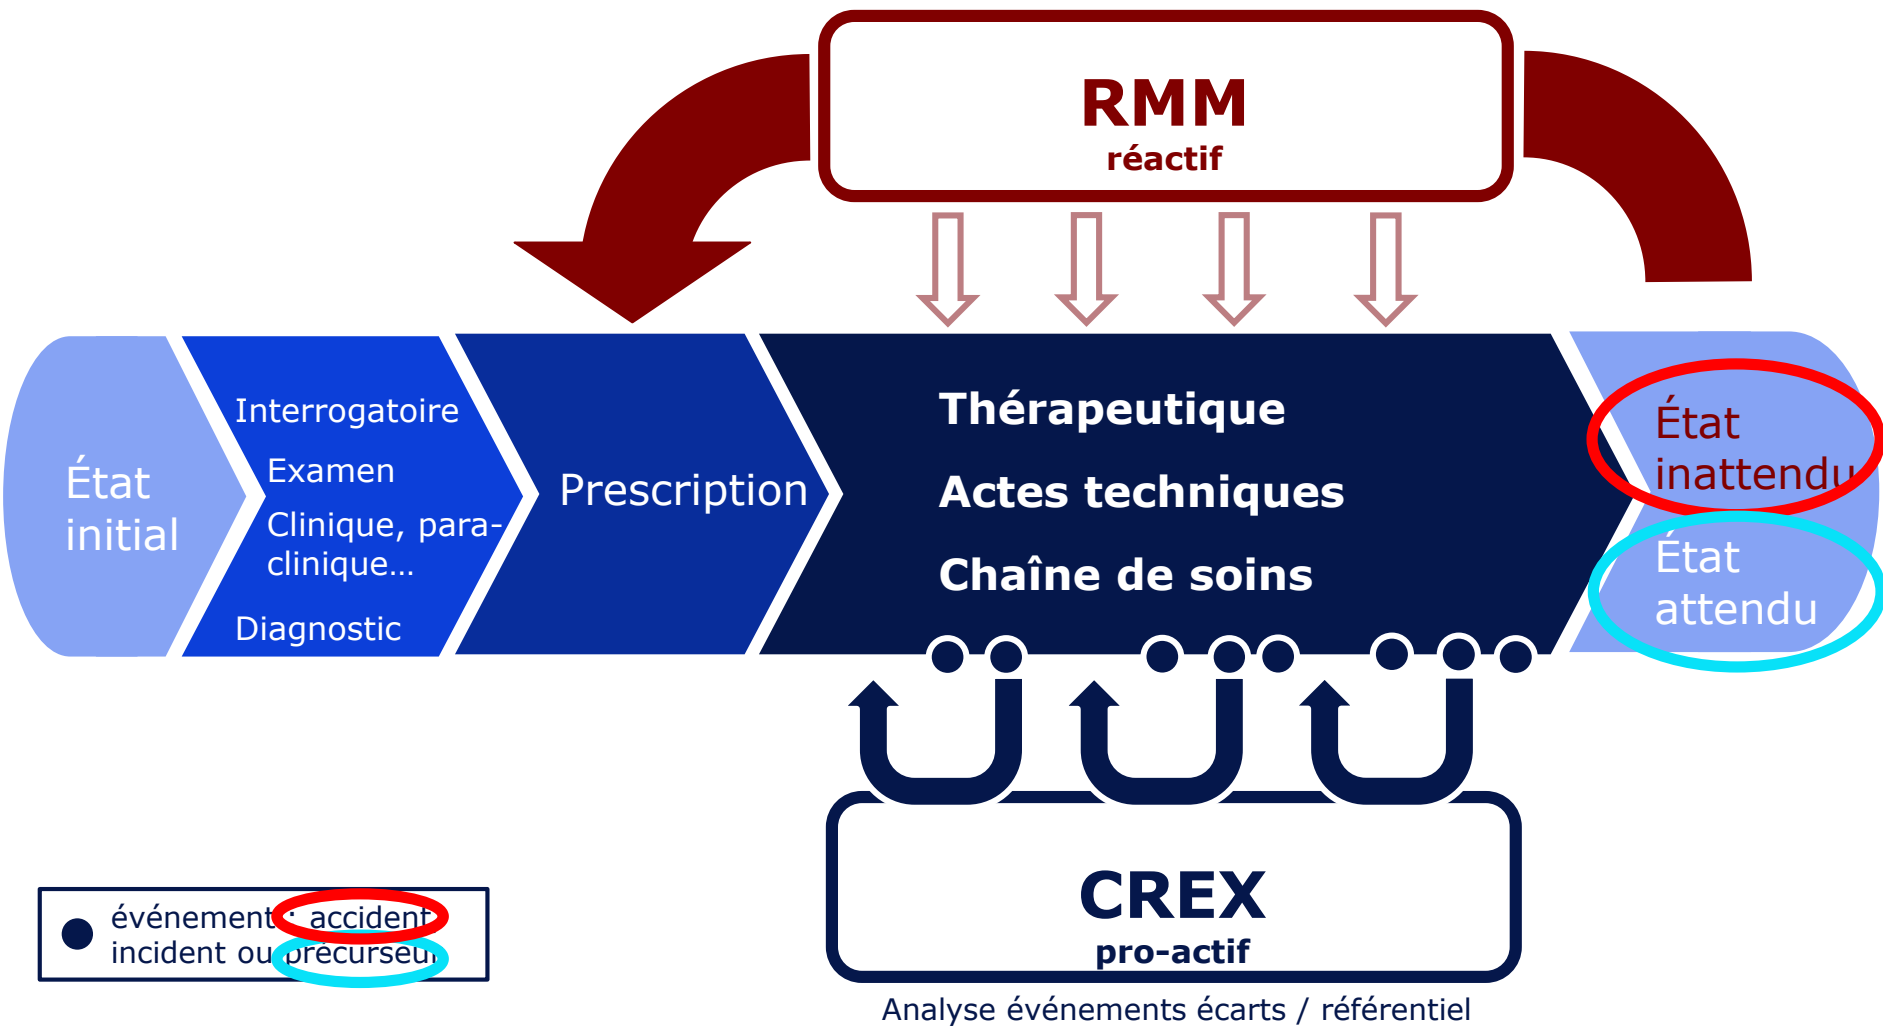 RMM
réactif
État
initial
Interrogatoire
Examen
Clinique, para-
clinique…
Diagnostic
Prescription
Thérapeutique
Actes techniques
Chaîne de soins
État
inattendu
État
attendu
CREX
pro-actif
Analyse événements écarts / référentiel
événement : accident,
incident ou précurseur